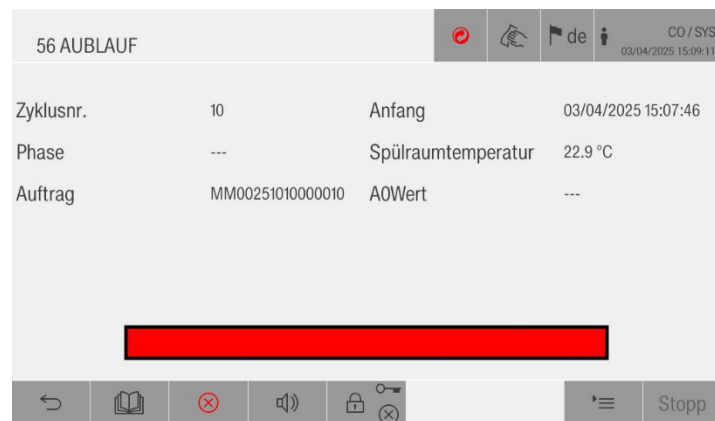 56 AUBLAUF
de
CO / SYS
03/04/2025 15:09:11
Zyklusnr. 10 Anfang 03/04/2025 15:07:46
Phase --- Spülraumtemperatur 22.9 °C
Auftrag MM00251010000010 A0Wert ---
Stopp